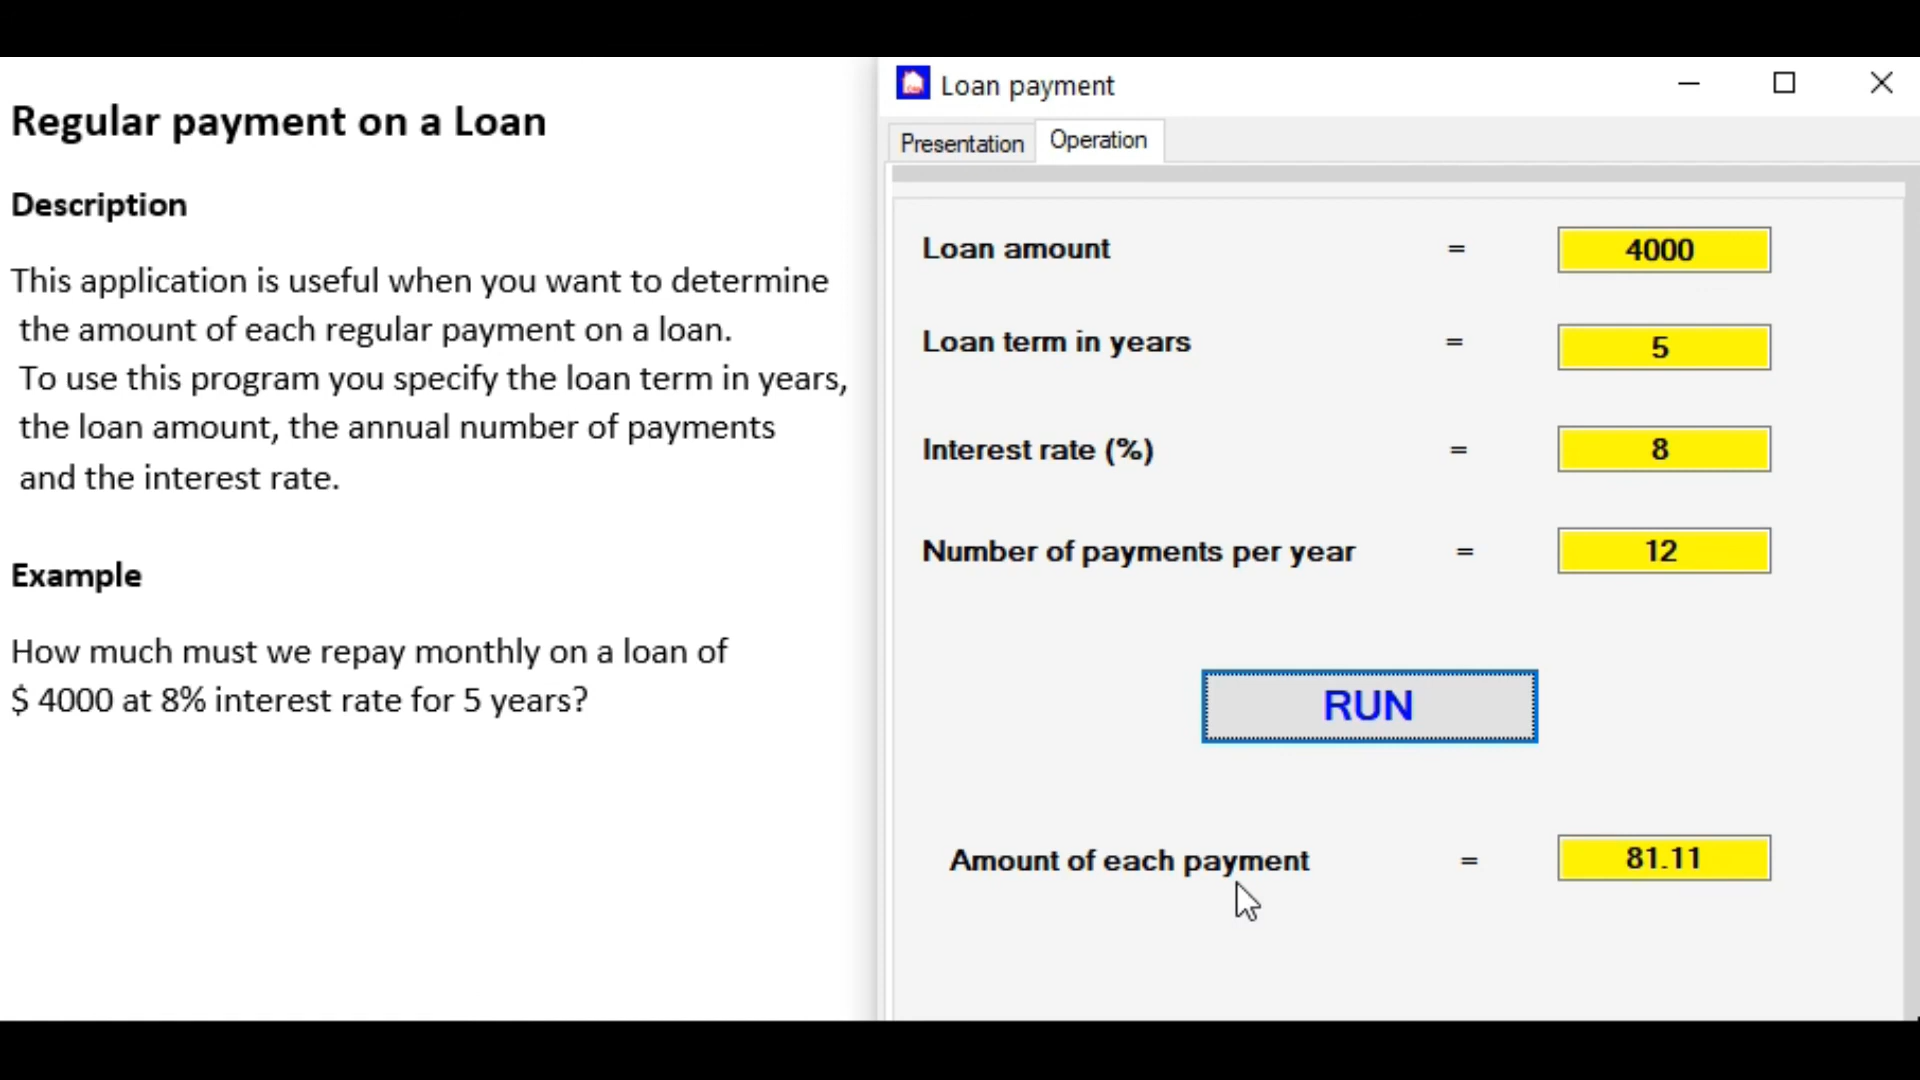 Regular payment on a Loan
Description
This application is useful when you want to determine
the amount of each regular payment on a loan.
To use this program you specify the loan term in years,
the loan amount, the annual number of payments
and the interest rate.
Example
How much must we repay monthly on a loan of
$ 4000 at 8% interest rate for 5 years?
Loan payment
Presentation Operation
Loan amount = 4000
Loan term in years = 5
Interest rate (%) = 8
Number of payments per year = 12
RUN
Amount of each payment = 81.11